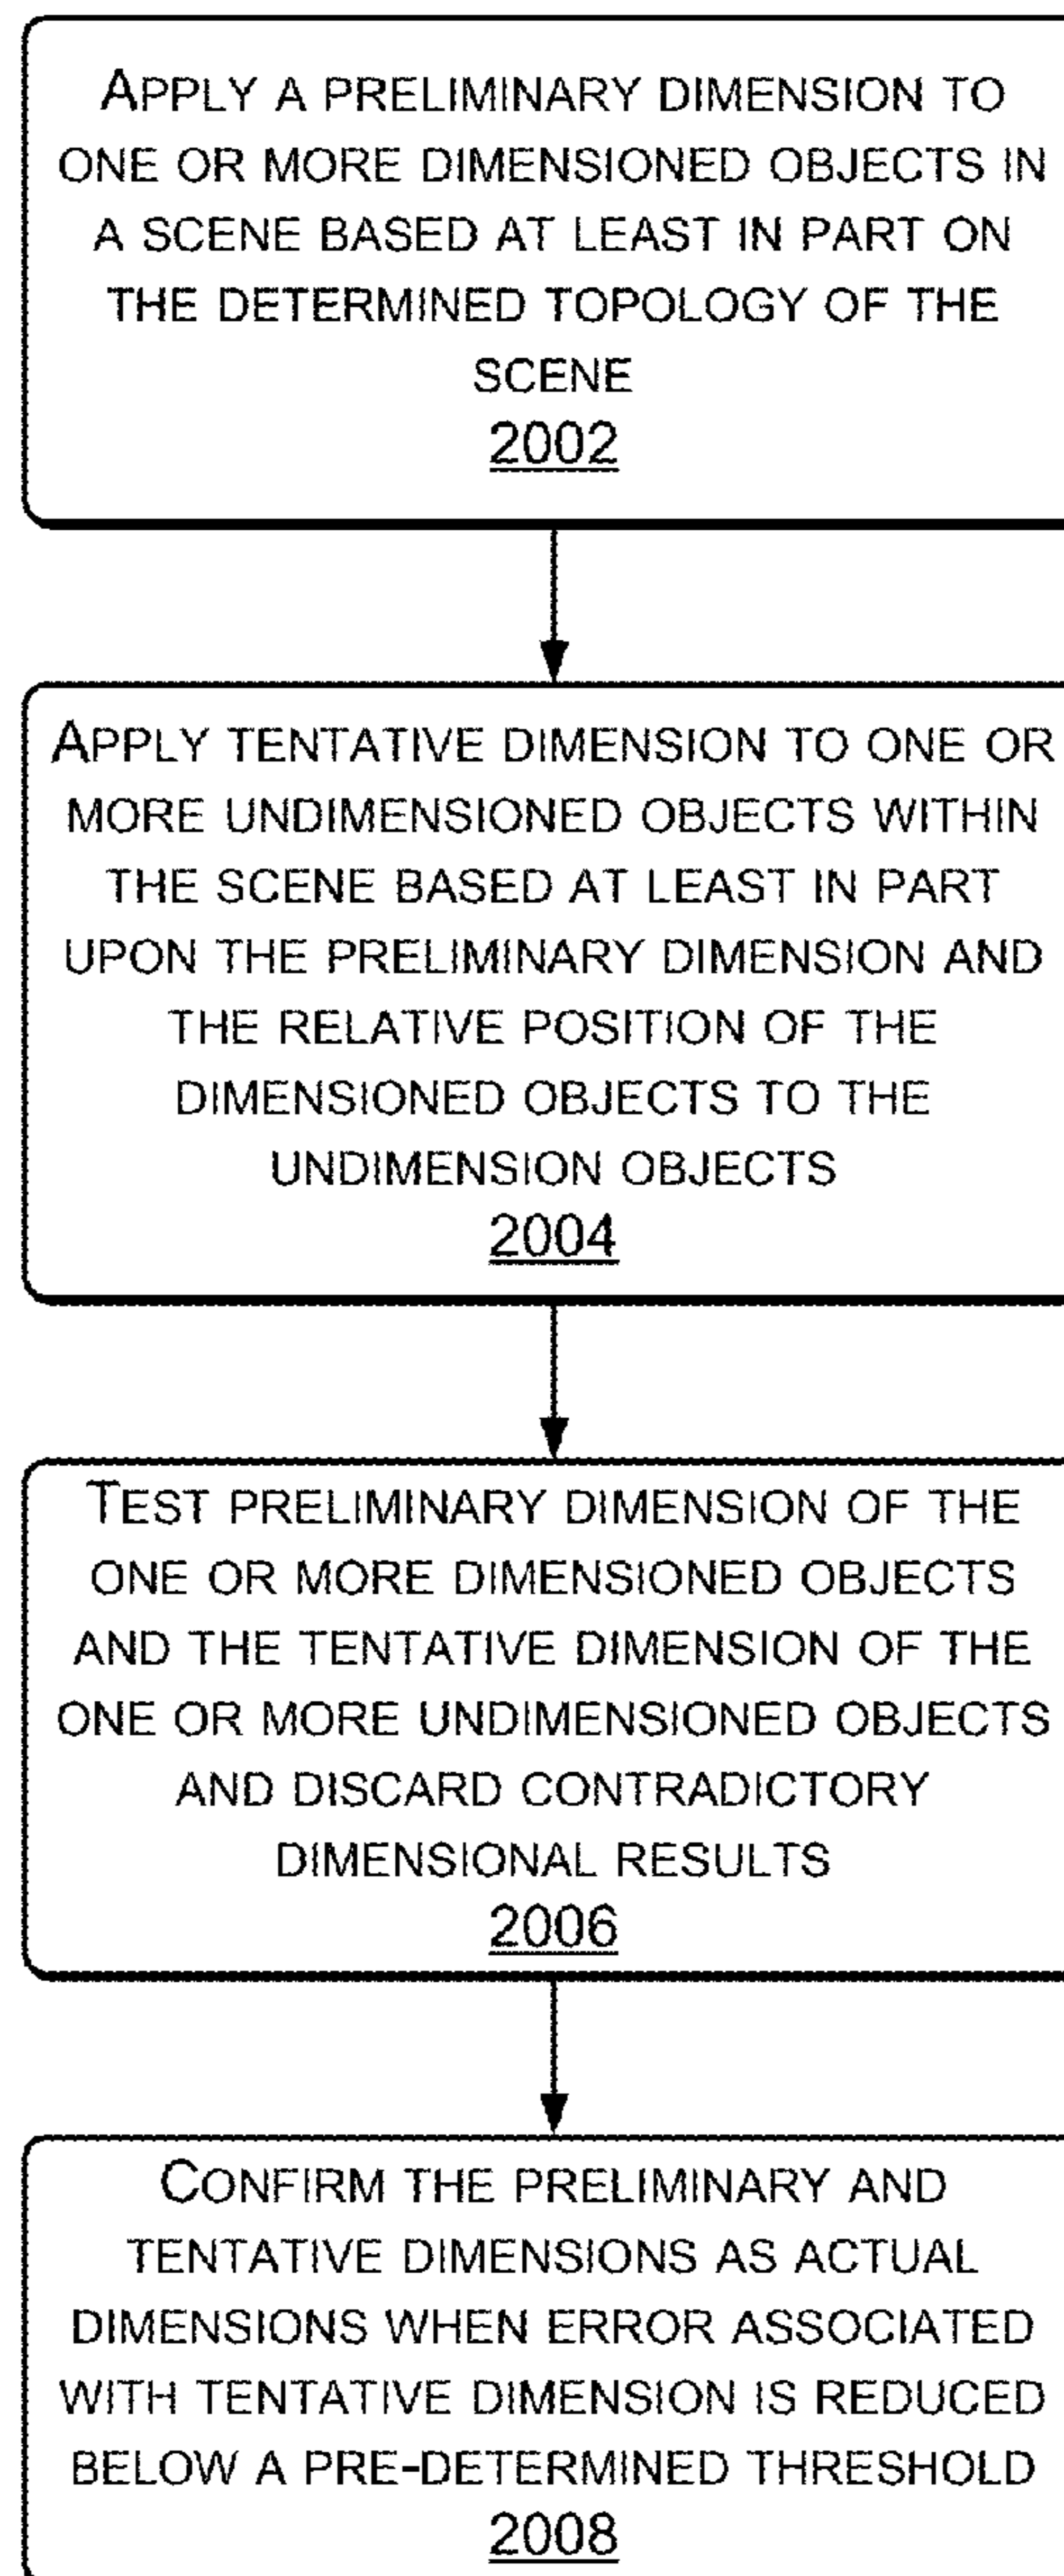 APPLY A PRELIMINARY DIMENSION TO
ONE OR MORE DIMENSIONED OBJECTS IN
A SCENE BASED AT LEAST IN PART ON
THE DETERMINED TOPOLOGY OF THE
SCENE
2002
APPLY TENTATIVE DIMENSION TO ONE OR
MORE UNDIMENSIONED OBJECTS WITHIN
THE SCENE BASED AT LEAST IN PART
UPON THE PRELIMINARY DIMENSION AND
THE RELATIVE POSITION OF THE
DIMENSIONED OBJECTS TO THE
UNDIMENSION OBJECTS
2004
TEST PRELIMINARY DIMENSION OF THE
ONE OR MORE DIMENSIONED OBJECTS
AND THE TENTATIVE DIMENSION OF THE
ONE OR MORE UNDIMENSIONED OBJECTS
AND DISCARD CONTRADICTORY
DIMENSIONAL RESULTS
2006
CONFIRM THE PRELIMINARY AND
TENTATIVE DIMENSIONS AS ACTUAL
DIMENSIONS WHEN ERROR ASSOCIATED
WITH TENTATIVE DIMENSION IS REDUCED
BELOW A PRE-DETERMINED THRESHOLD
2008